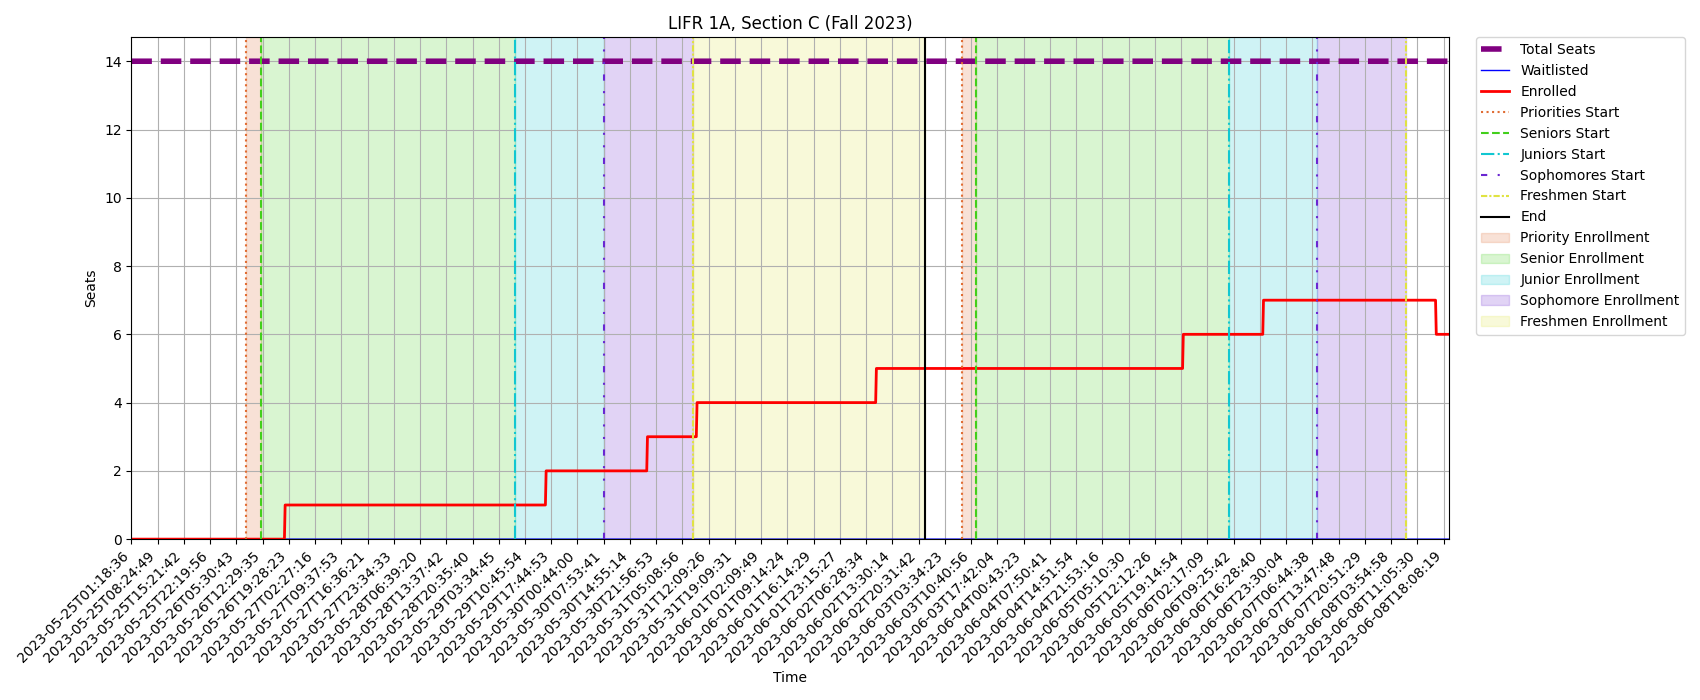 LIFR 1A, Section C (Fall 2023)
Seats
14
12
10
8
6
4
2
0
2023-05-25T01:18:36
2023-05-25T08:24:49
2023-05-25T15:21:42
2023-05-25T22:19:56
2023-05-26T05:30:43
2023-05-26T12:29:35
2023-05-26T19:28:23
2023-05-27T02:27:16
2023-05-27T09:37:53
2023-05-27T16:36:21
2023-05-27T23:34:33
2023-05-28T06:39:20
2023-05-28T13:37:42
2023-05-28T20:35:40
2023-05-29T03:34:45
2023-05-29T10:45:54
2023-05-29T17:44:53
2023-05-30T00:44:00
2023-05-30T07:53:41
2023-05-30T14:55:14
2023-05-30T21:56:53
2023-05-31T05:08:56
2023-05-31T12:09:26
2023-05-31T19:09:31
2023-06-01T02:09:49
2023-06-01T09:14:24
2023-06-01T16:14:29
2023-06-01T23:15:27
2023-06-02T06:28:34
2023-06-02T13:30:14
2023-06-02T20:31:42
2023-06-03T03:34:23
2023-06-03T10:40:56
2023-06-03T17:42:04
2023-06-04T00:43:23
2023-06-04T07:50:41
2023-06-04T14:51:54
2023-06-04T21:53:16
2023-06-05T05:10:30
2023-06-05T12:12:26
2023-06-05T19:14:54
2023-06-06T02:17:09
2023-06-06T09:25:42
2023-06-06T16:28:40
2023-06-06T23:30:04
2023-06-07T06:44:38
2023-06-07T13:47:48
2023-06-07T20:51:29
2023-06-08T03:54:58
2023-06-08T11:05:30
2023-06-08T18:08:19
Time
Total Seats
Waitlisted
Enrolled
Priorities Start
Seniors Start
Juniors Start
Sophomores Start
Freshmen Start
End
Priority Enrollment
Senior Enrollment
Junior Enrollment
Sophomore Enrollment
Freshmen Enrollment